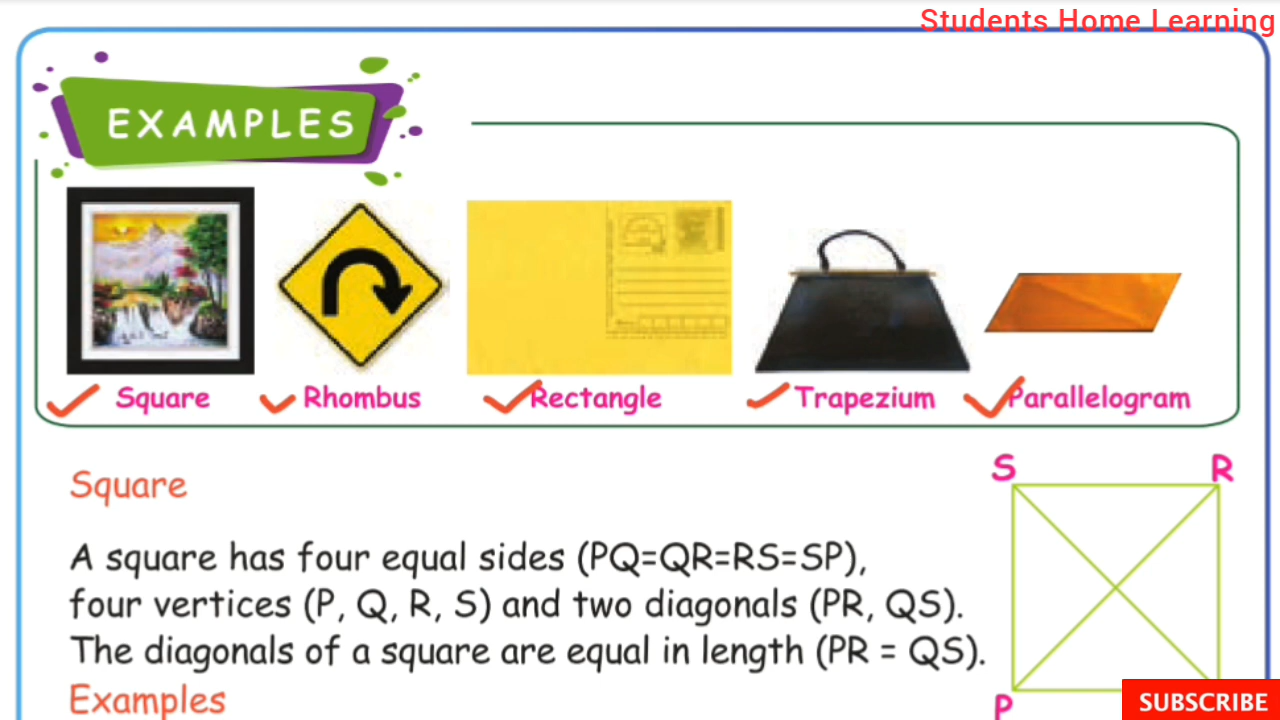 Students Home Learning
EXAMPLES
Square
Rhombus
Rectangle
Trapezium
Parallelogram
Square
A square has four equal sides (PQ=QR=RS=SP),
four vertices (P, Q, R, S) and two diagonals (PR, QS).
The diagonals of a square are equal in length (PR = QS).
Examples
S
R
P
SUBSCRIBE